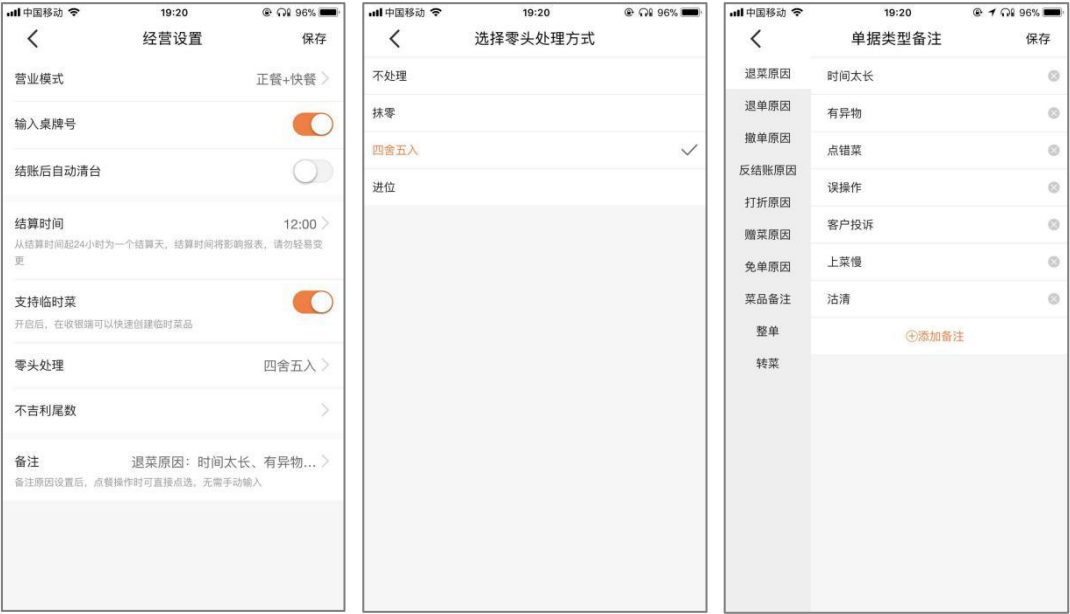 中国移动 19:20 96%
经营设置 保存
营业模式 正餐+快餐
输入桌牌号
结账后自动清台
结算时间 12:00
从结算时间起24小时为一个结算天，结算时间将影响报表，请勿轻易变
更
支持临时菜
开启后，在收银端可以快速创建临时菜品
零头处理 四舍五入
不吉利尾数
备注 退菜原因：时间太长、有异物...
备注原因设置后，点餐操作时可直接点选，无需手动输入
中国移动 19:20 96%
选择零头处理方式
不处理
抹零
四舍五入
进位
中国移动 19:20 96%
单据类型备注 保存
退菜原因
退单原因
撤单原因
反结账原因
打折原因
赠菜原因
免单原因
菜品备注
整单
转菜
时间太长
有异物
点错菜
误操作
客户投诉
上菜慢
沽清
添加备注